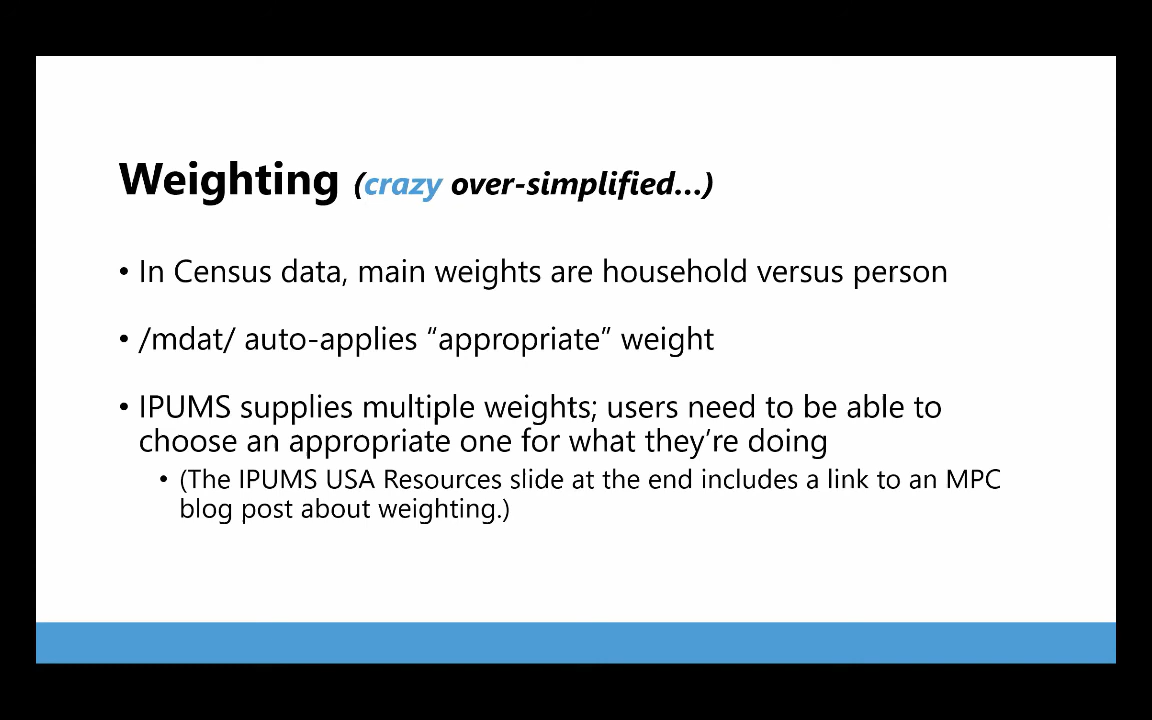 Weighting (crazy over-simplified...)
• In Census data, main weights are household versus person
• /mdat/ auto-applies “appropriate” weight
• IPUMS supplies multiple weights; users need to be able to
choose an appropriate one for what they’re doing
• (The IPUMS USA Resources slide at the end includes a link to an MPC
blog post about weighting.)